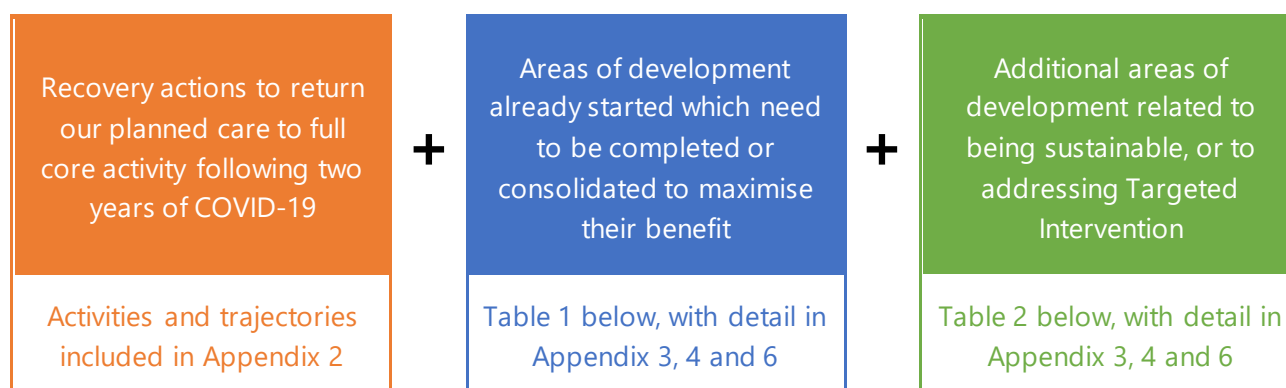 Recovery actions to return
our planned care to full
core activity following two
years of COVID-19
Activities and trajectories
included in Appendix 2
+
Areas of development
already started which need
to be completed or
consolidated to maximise
their benefit
Table 1 below, with detail in
Appendix 3, 4 and 6
+
Additional areas of
development related to
being sustainable, or to
addressing Targeted
Intervention
Table 2 below, with detail in
Appendix 3, 4 and 6